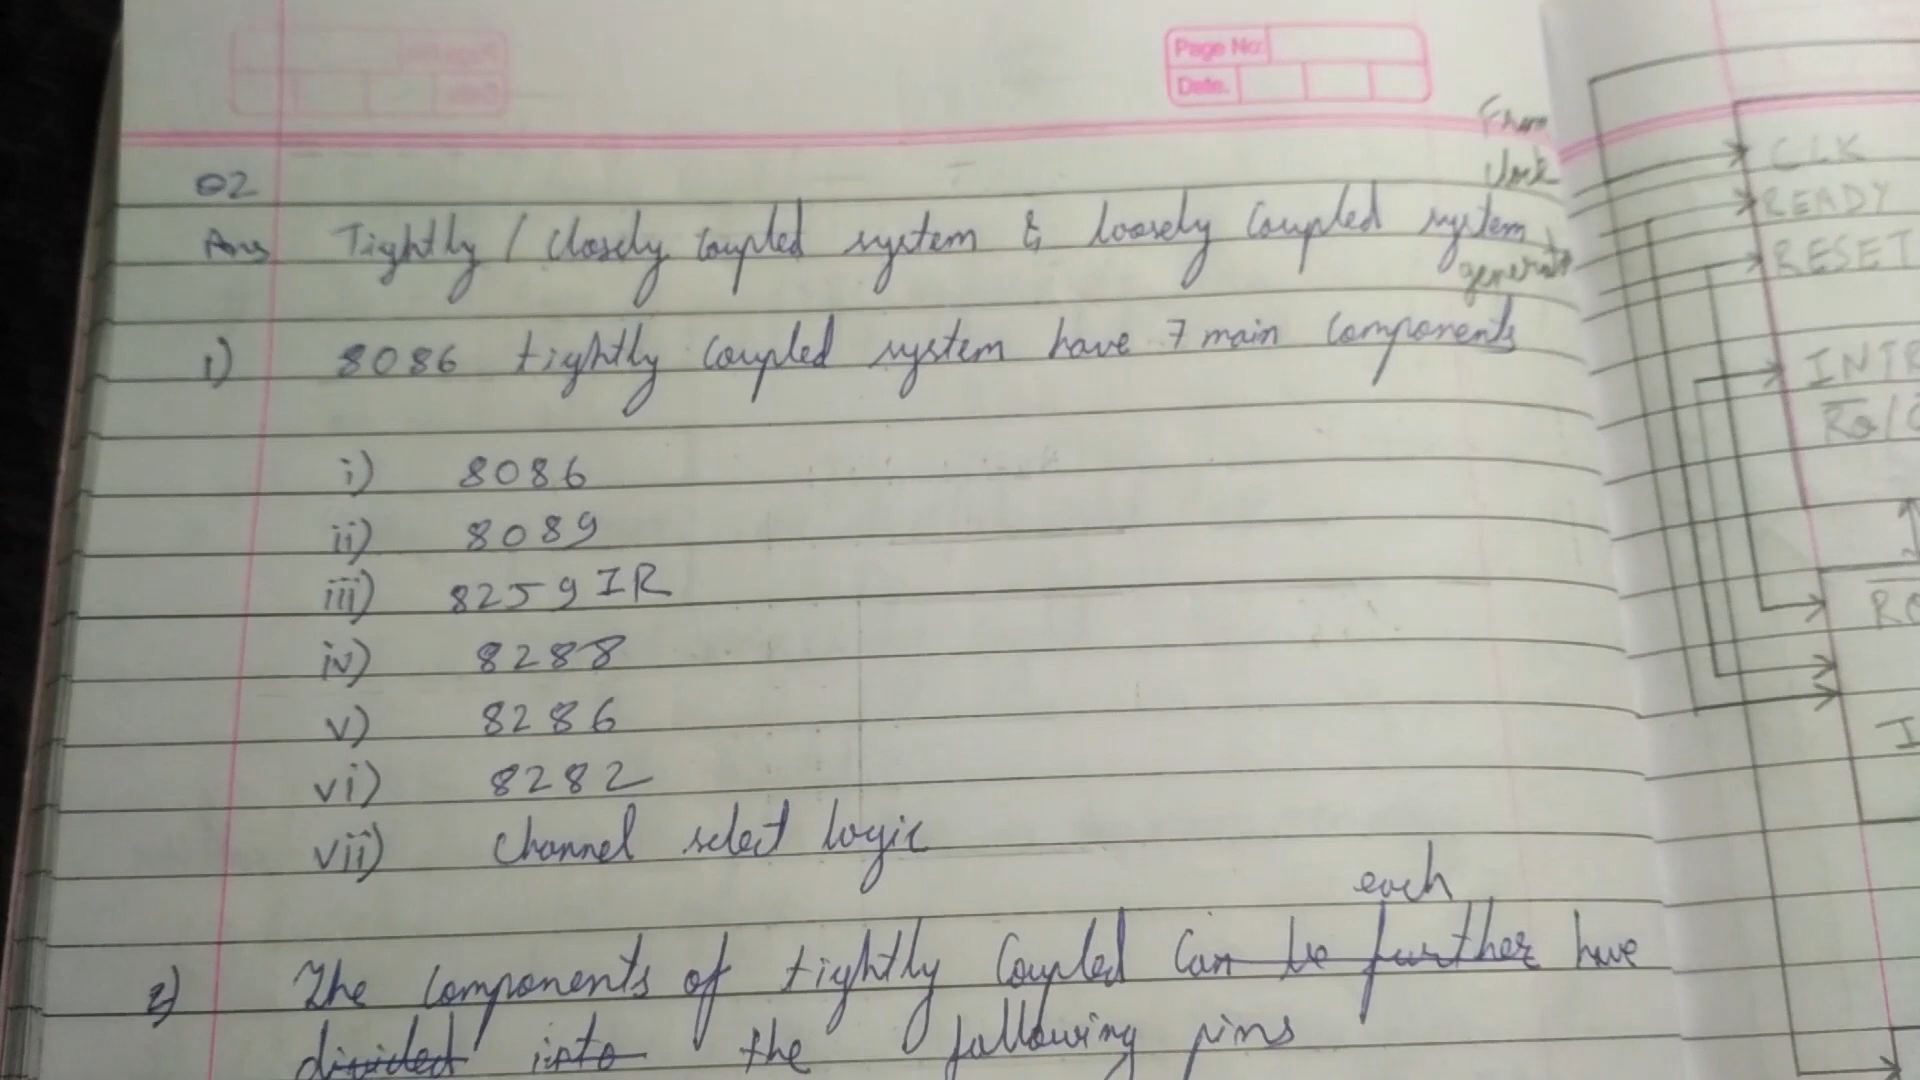 Page No:
Date.
From
Clock
generator
Q2
Ans Tightly / Closely Coupled system & loosely Coupled system
1) 8086 tightly Coupled system have 7 main Components
i) 8086
ii) 8089
iii) 8259 IR
iv) 8288
v) 8286
vi) 8282
vii) Channel select logic
each
2) The Components of tightly Coupled Can be further have
divided into the following pins
CLK
READY
RESET
INTR
RQ/G
RQ
I